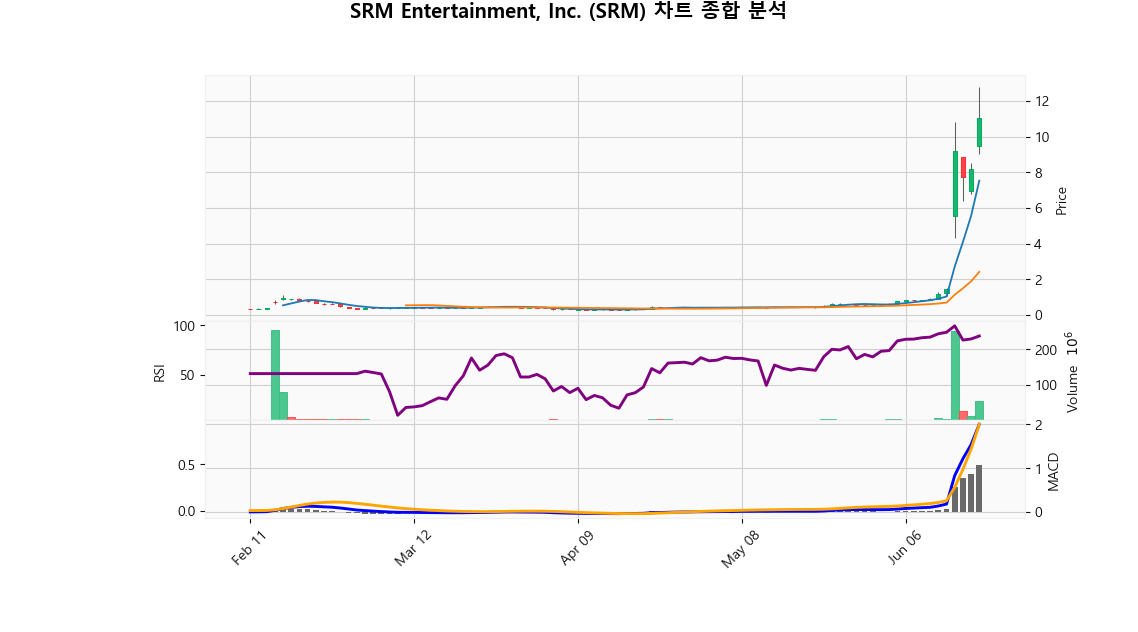 SRM Entertainment, Inc. (SRM) 차트 종합 분석
12
10
8
6
4
2
0
Price
100
50
RSI
200
100
Volume 10^6
0.5
0.0
2
1
0
MACD
Feb 11
Mar 12
Apr 09
May 08
Jun 06